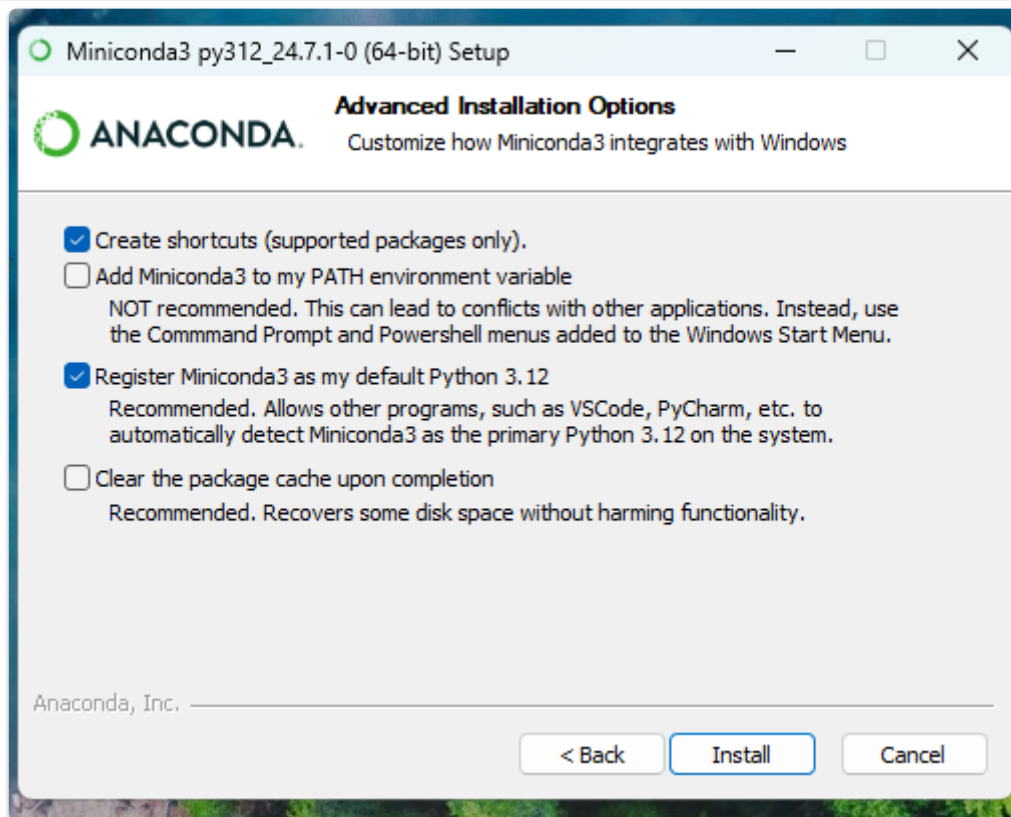 Miniconda3 py312_24.7.1-0 (64-bit) Setup
ANACONDA.
Advanced Installation Options
Customize how Miniconda3 integrates with Windows
Create shortcuts (supported packages only).
Add Miniconda3 to my PATH environment variable
NOT recommended. This can lead to conflicts with other applications. Instead, use
the Commmand Prompt and Powershell menus added to the Windows Start Menu.
Register Miniconda3 as my default Python 3.12
Recommended. Allows other programs, such as VSCode, PyCharm, etc. to
automatically detect Miniconda3 as the primary Python 3.12 on the system.
Clear the package cache upon completion
Recommended. Recovers some disk space without harming functionality.
Anaconda, Inc.
< Back
Install
Cancel